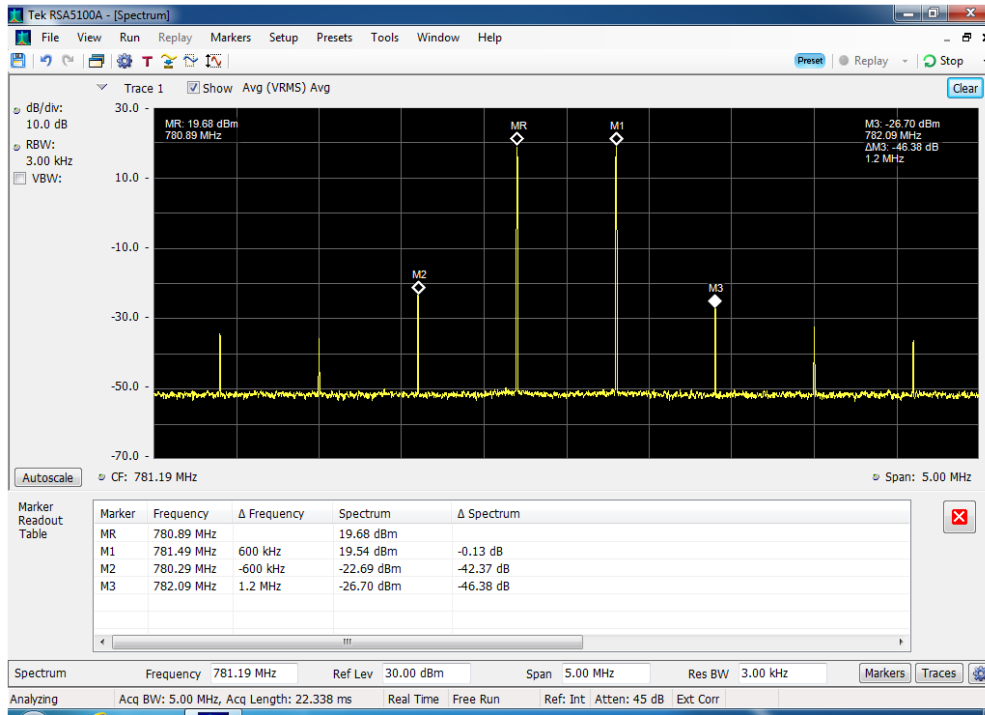 Tek RSA5100A - [Spectrum]
File View Run Replay Markers Setup Presets Tools Window Help
T Preset Replay Stop
Trace 1 Show Avg (VRMS) Avg Clear
dB/div:
10.0 dB
RBW:
3.00 kHz
VBW:
30.0 -
10.0 -
-10.0 -
-30.0 -
-50.0 -
-70.0 -
MR: 19.68 dBm
780.89 MHz
MR
M1
M2
M3
M3: -26.70 dBm
782.09 MHz
ΔM3: -46.38 dB
1.2 MHz
Autoscale CF: 781.19 MHz Span: 5.00 MHz
Marker
Readout
Table
Marker Frequency Δ Frequency Spectrum Δ Spectrum
MR 780.89 MHz 19.68 dBm
M1 781.49 MHz 600 kHz 19.54 dBm -0.13 dB
M2 780.29 MHz -600 kHz -22.69 dBm -42.37 dB
M3 782.09 MHz 1.2 MHz -26.70 dBm -46.38 dB
Spectrum Frequency 781.19 MHz Ref Lev 30.00 dBm Span 5.00 MHz Res BW 3.00 kHz Markers Traces
Analyzing Acq BW: 5.00 MHz, Acq Length: 22.338 ms Real Time Free Run Ref: Int Atten: 45 dB Ext Corr